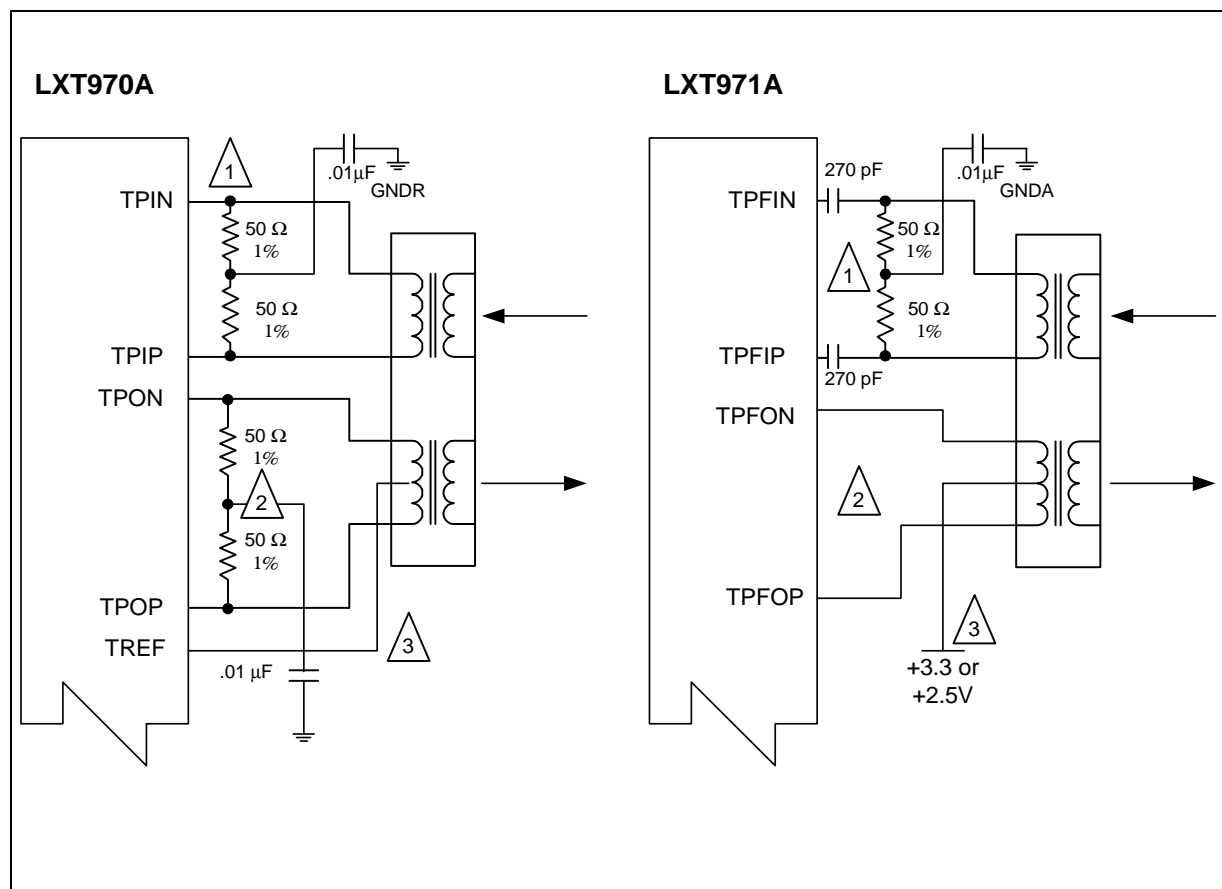 LXT970A
1
.01µF
GNDR
TPIN
50 Ω
1%
50 Ω
1%
TPIP
TPON
50 Ω
1%
2
50 Ω
1%
TPOP
TREF
3
.01 µF
LXT971A
270 pF
.01µF
GNDA
TPFIN
50 Ω
1%
1
50 Ω
1%
TPFIP
270 pF
TPFON
2
TPFOP
3
+3.3 or
+2.5V